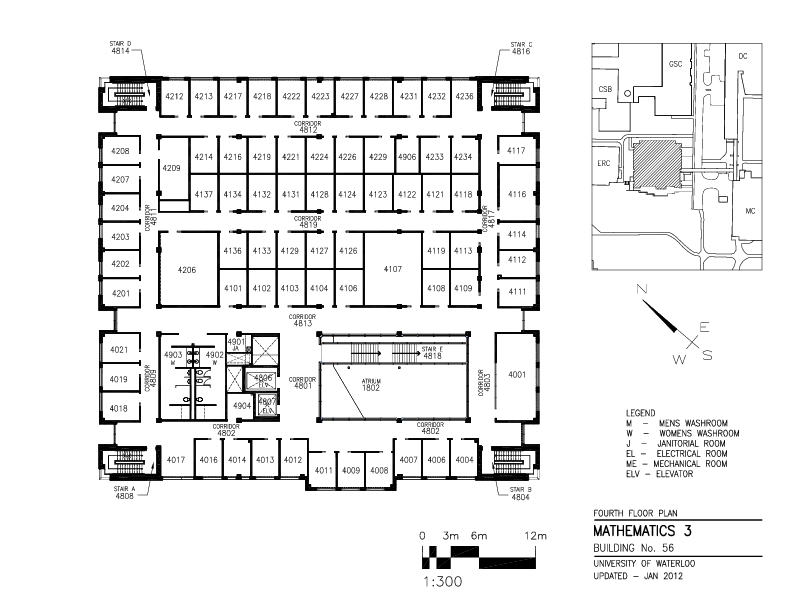 STAIR D
4814
STAIR C
4816
4212 4213 4217 4218 4222 4223 4227 4228 4231 4232 4236
CORRIDOR
4812
4208
4207
4204
4203
4202
4201
CORRIDOR
4811
4209
4214 4216 4219 4221 4224 4226 4229 4906 4233 4234
4137 4134 4132 4131 4128 4124 4123 4122 4121 4118
CORRIDOR
4819
CORRIDOR
4817
4117
4116
4114
4112
4111
4206
4136 4133 4129 4127 4126
4101 4102 4103 4104 4106
4107
4119 4113
4108 4109
CORRIDOR
4813
4021
4019
4018
CORRIDOR
4809
4903
W
4902
W
4901
JA
4806
ELV
4807
ELV
4904
CORRIDOR
4801
STAIR E
4818
ATRIUM
1802
CORRIDOR
4803
4001
CORRIDOR
4802
CORRIDOR
4802
4017 4016 4014 4013 4012
4011 4009 4008
4007 4006 4004
STAIR A
4808
STAIR B
4804
GSC
DC
CSB
ERC
MC
N
E
W
S
LEGEND
M – MENS WASHROOM
W – WOMENS WASHROOM
J – JANITORIAL ROOM
EL – ELECTRICAL ROOM
ME – MECHANICAL ROOM
ELV – ELEVATOR
0 3m 6m 12m
1:300
FOURTH FLOOR PLAN
MATHEMATICS 3
BUILDING No. 56
UNIVERSITY OF WATERLOO
UPDATED – JAN 2012